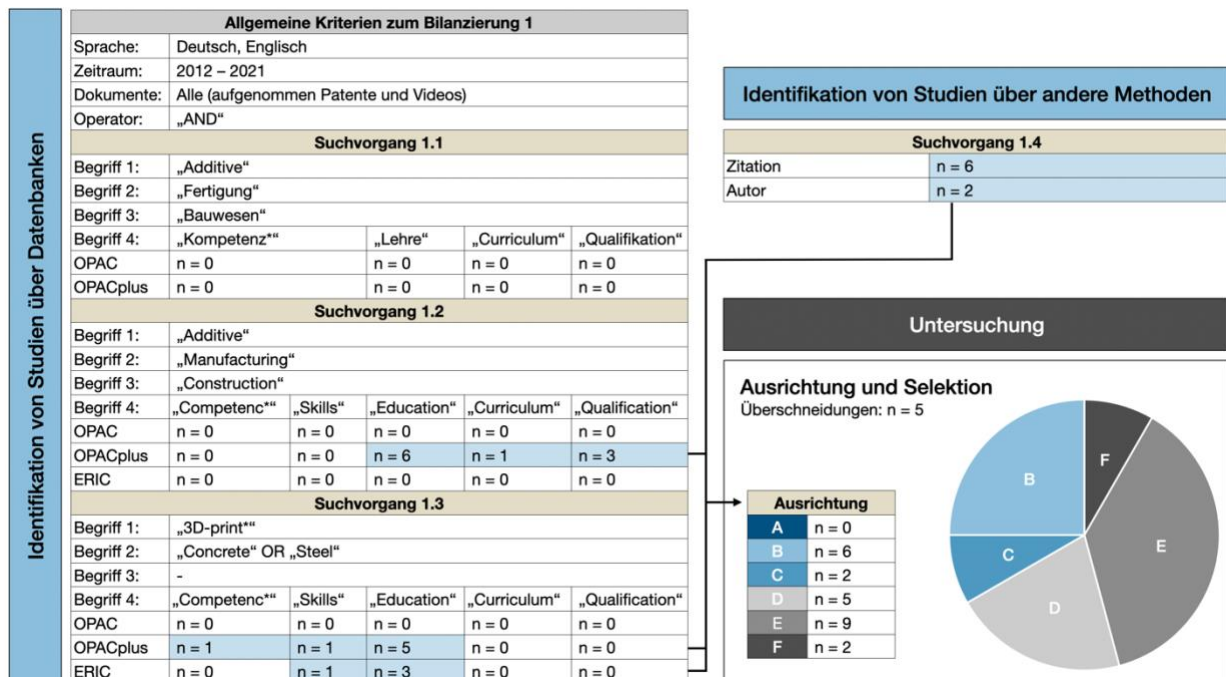 Identifikation von Studien über Datenbanken
Allgemeine Kriterien zum Bilanzierung 1
Sprache: Deutsch, Englisch
Zeitraum: 2012 – 2021
Dokumente: Alle (aufgenommen Patente und Videos)
Operator: „AND“
Suchvorgang 1.1
Begriff 1: „Additive“
Begriff 2: „Fertigung“
Begriff 3: „Bauwesen“
Begriff 4: „Kompetenz*“ „Lehre“ „Curriculum“ „Qualifikation“
OPAC n = 0 n = 0 n = 0 n = 0
OPACplus n = 0 n = 0 n = 0 n = 0
Suchvorgang 1.2
Begriff 1: „Additive“
Begriff 2: „Manufacturing“
Begriff 3: „Construction“
Begriff 4: „Competenc*“ „Skills“ „Education“ „Curriculum“ „Qualification“
OPAC n = 0 n = 0 n = 0 n = 0 n = 0
OPACplus n = 0 n = 0 n = 6 n = 1 n = 3
ERIC n = 0 n = 0 n = 0 n = 0 n = 0
Suchvorgang 1.3
Begriff 1: „3D-print*“
Begriff 2: „Concrete“ OR „Steel“
Begriff 3: -
Begriff 4: „Competenc*“ „Skills“ „Education“ „Curriculum“ „Qualification“
OPAC n = 0 n = 0 n = 0 n = 0 n = 0
OPACplus n = 1 n = 1 n = 5 n = 0 n = 0
ERIC n = 0 n = 1 n = 3 n = 0 n = 0
Identifikation von Studien über andere Methoden
Suchvorgang 1.4
Zitation n = 6
Autor n = 2
Untersuchung
Ausrichtung und Selektion
Überschneidungen: n = 5
Ausrichtung
A n = 0
B n = 6
C n = 2
D n = 5
E n = 9
F n = 2
F
B
E
C
D